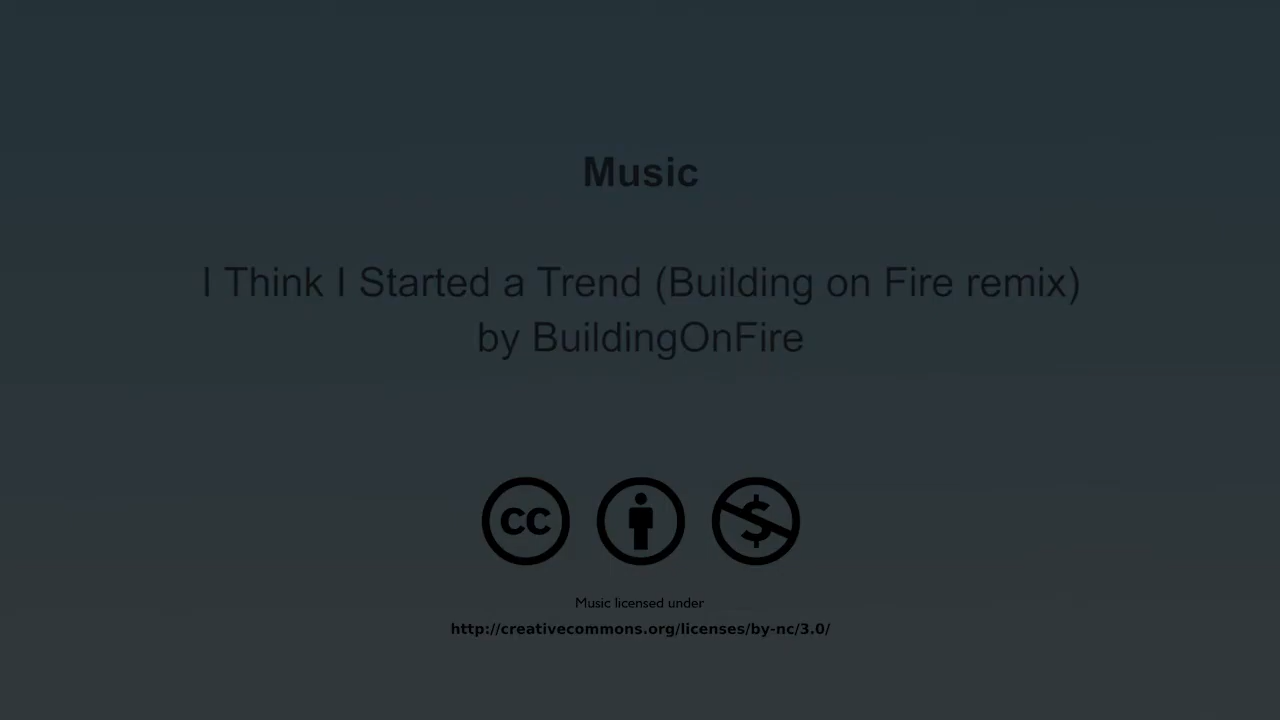 Music
I Think I Started a Trend (Building on Fire remix)
by BuildingOnFire
cc $
Music licensed under
http://creativecommons.org/licenses/by-nc/3.0/